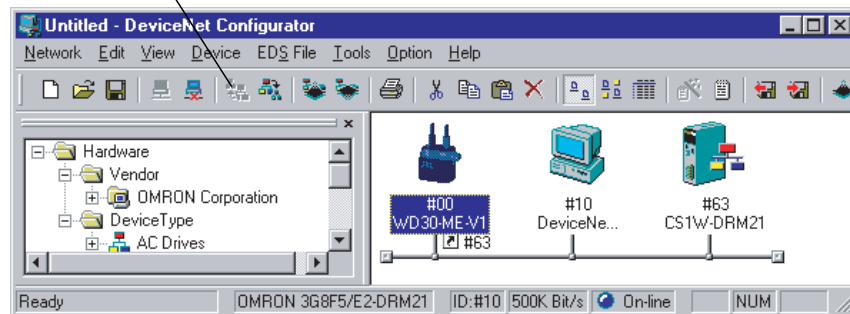 Untitled - DeviceNet Configurator
Network Edit View Device EDS File Tools Option Help
Hardware
Vendor
OMRON Corporation
DeviceType
AC Drives
#00
WD30-ME-V1
#63
#10
DeviceNe...
#63
CS1W-DRM21
Ready OMRON 3G8F5/E2-DRM21 ID:#10 500K Bit/s On-line NUM